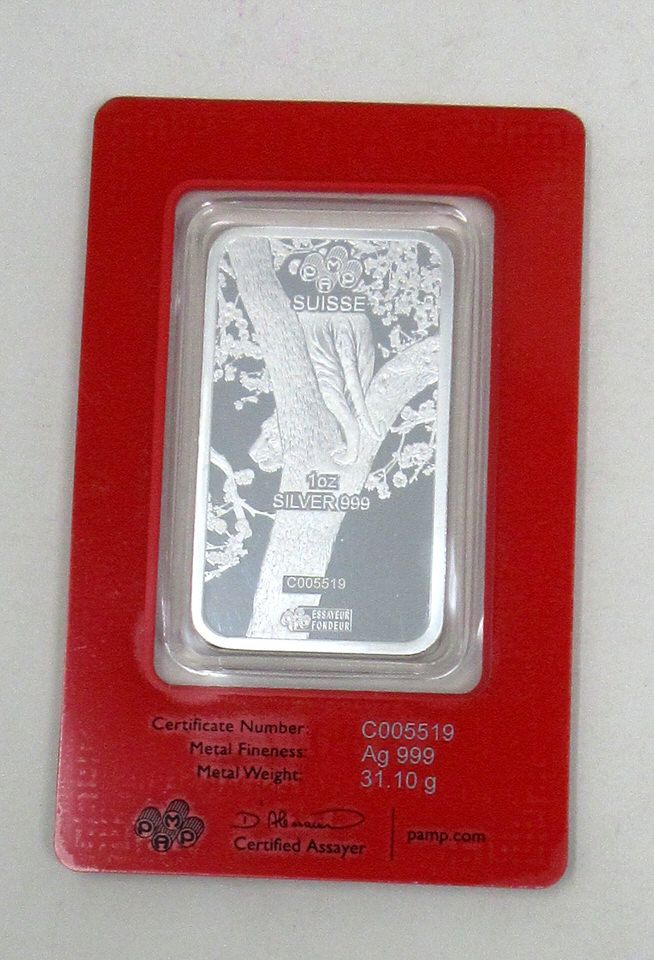 PAMP
SUISSE
1oz
SILVER 999
C005519
ESSAYEUR
FONDEUR
Certificate Number: C005519
Metal Fineness: Ag 999
Metal Weight: 31.10 g
PAMP
Certified Assayer
pamp.com